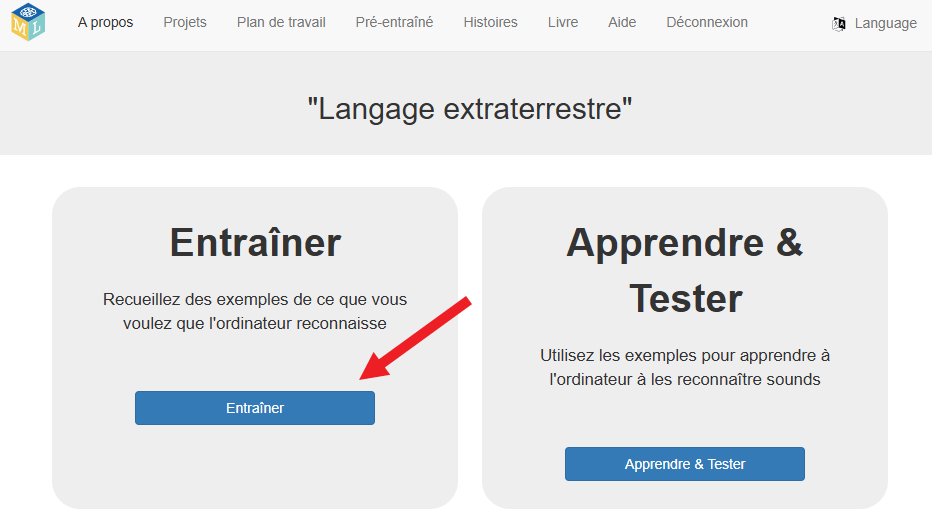 M L
A propos Projets Plan de travail Pré-entraîné Histoires Livre Aide Déconnexion Language
"Langage extraterrestre"
Entraîner
Recueillez des exemples de ce que vous
voulez que l'ordinateur reconnaisse
Entraîner
Apprendre &
Tester
Utilisez les exemples pour apprendre à
l'ordinateur à les reconnaître sounds
Apprendre & Tester